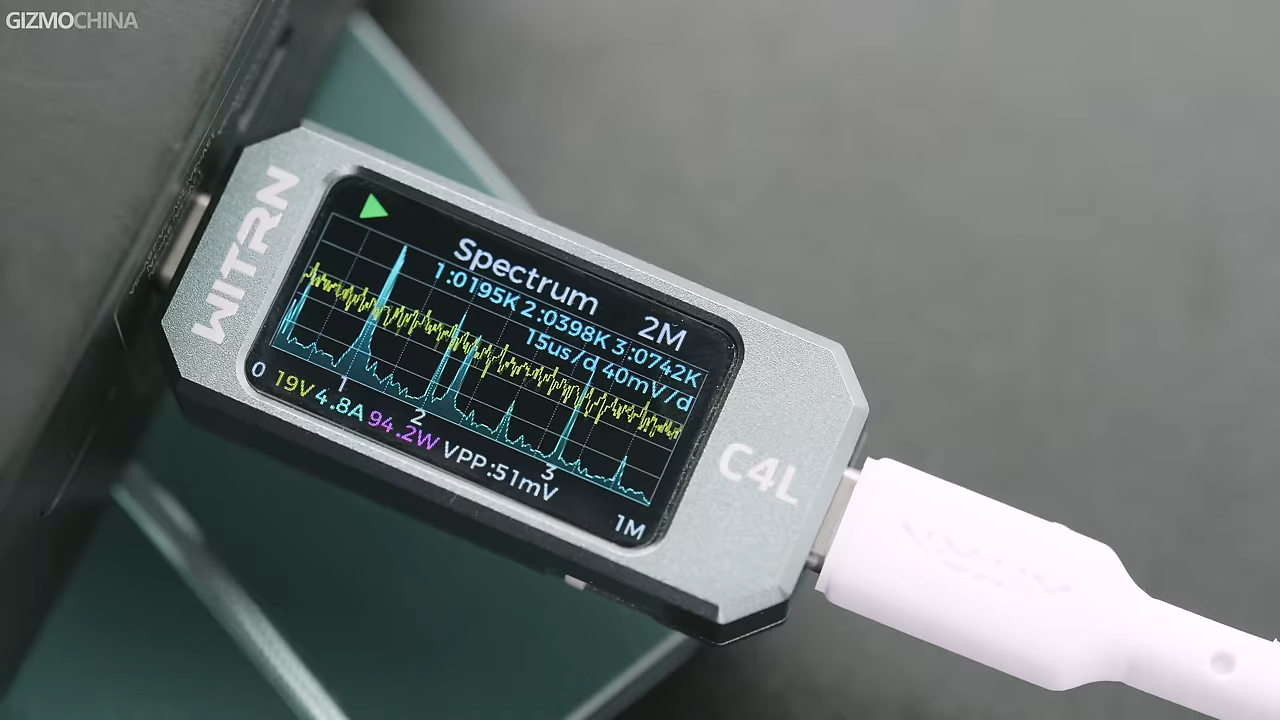 GIZMOCHINA
WITRN
Spectrum 2M
1:0195K 2:0398K 3:0742K
15us/d 40mV/d
1 2 3
0 19V 4.8A 94.2W VPP:51mV 1M
C4L